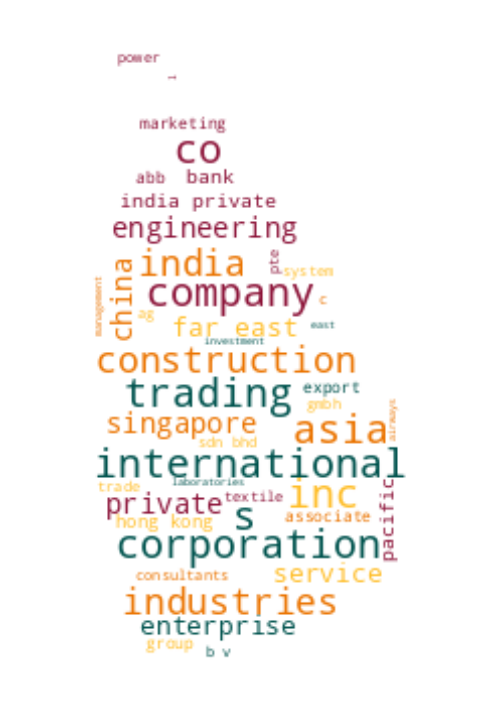 power
marketing
co
abb bank
india private
engineering
india
pte
system
china
management
company
c
ag
far east
east
investment
construction
trading
export
gmbh
singapore
asia
airways
sdn bhd
international
laboratories
trade
inc
private
textile
s
associate
hong kong
pacific
corporation
consultants
service
industries
enterprise
group
b v